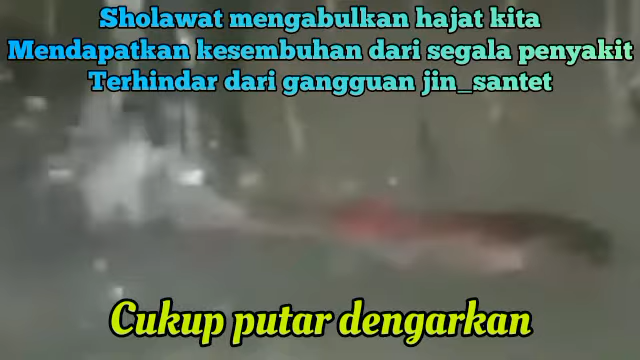 Sholawat mengabulkan hajat kita
Mendapatkan kesembuhan dari segala penyakit
Terhindar dari gangguan jin_santet
Cukup putar dengarkan